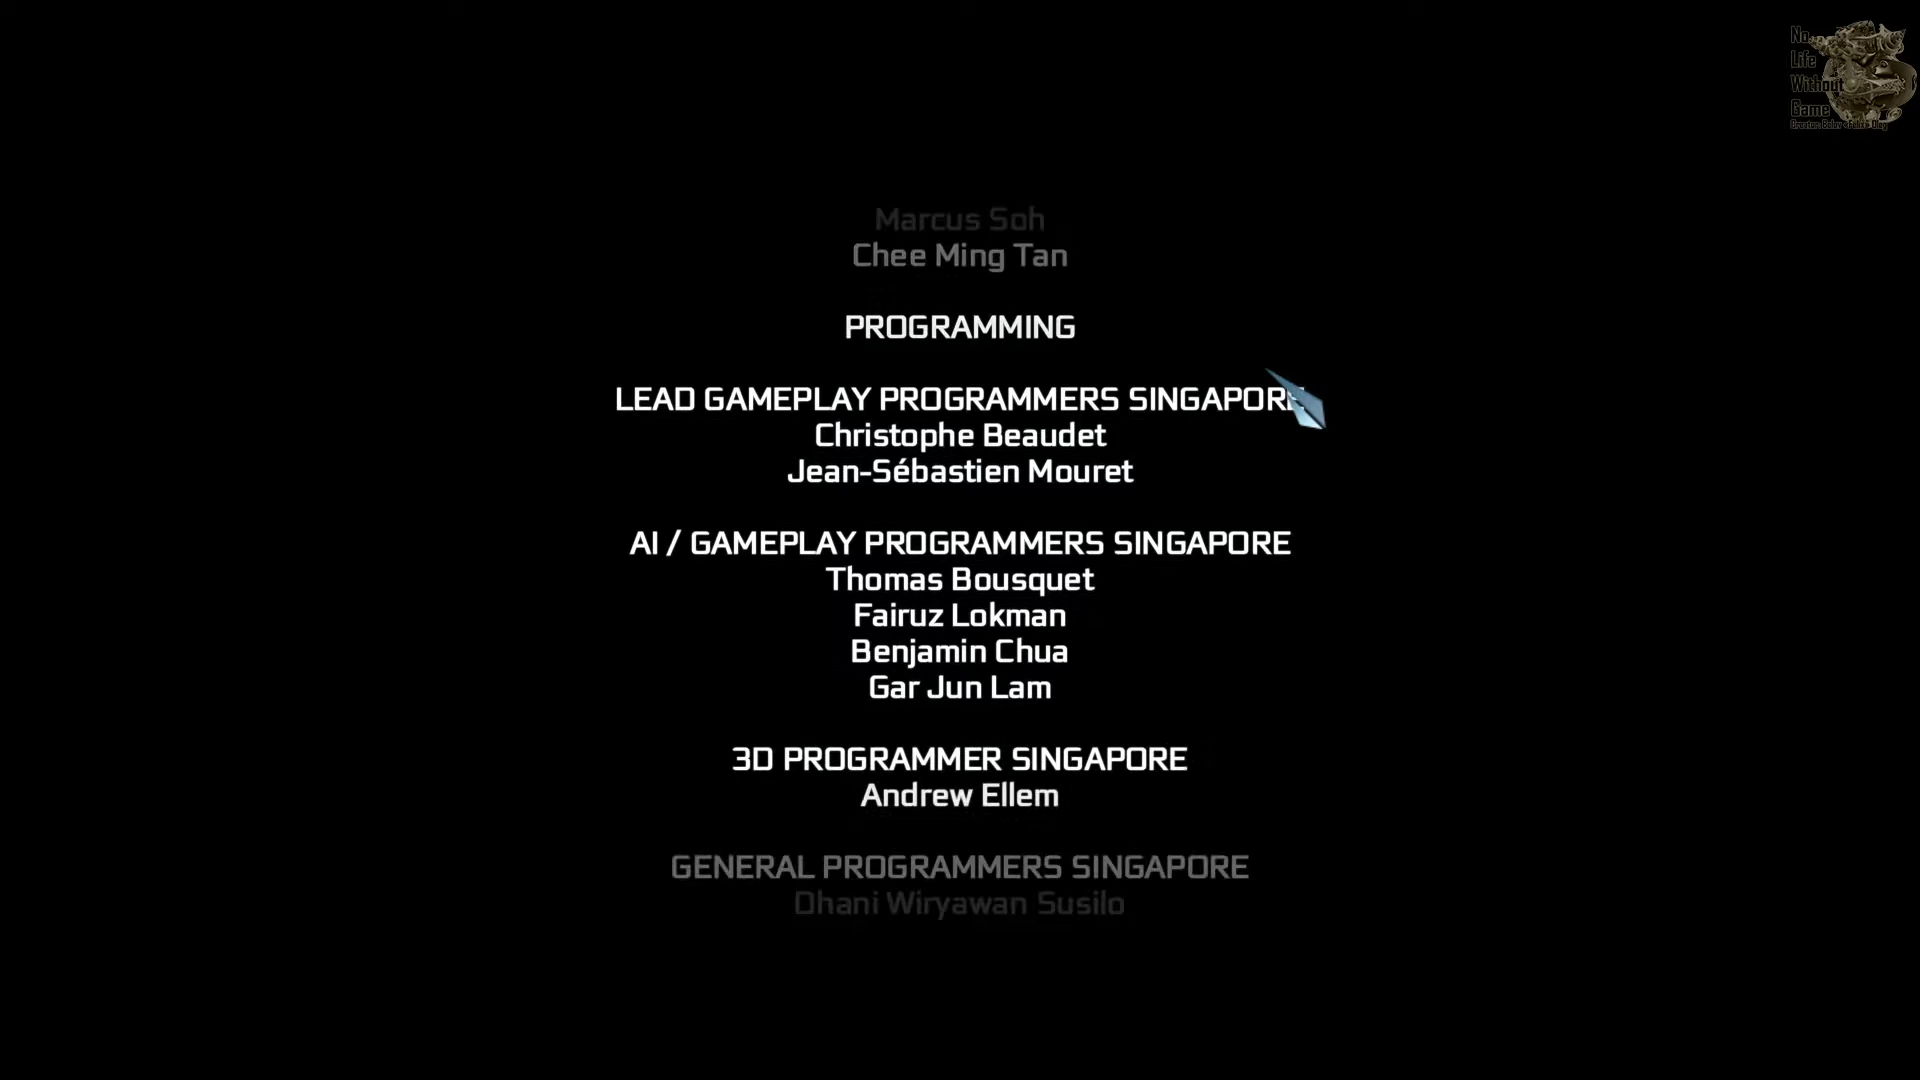 No
Life
Without
Game
Marcus Soh
Chee Ming Tan
PROGRAMMING
LEAD GAMEPLAY PROGRAMMERS SINGAPORE
Christophe Beaudet
Jean-Sébastien Mouret
AI / GAMEPLAY PROGRAMMERS SINGAPORE
Thomas Bousquet
Fairuz Lokman
Benjamin Chua
Gar Jun Lam
3D PROGRAMMER SINGAPORE
Andrew Ellem
GENERAL PROGRAMMERS SINGAPORE
Dhani Wiryawan Susilo